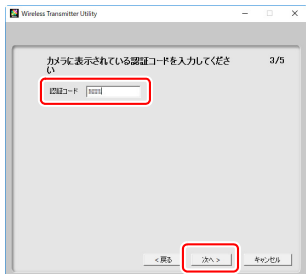 Wireless Transmitter Utility
カメラに表示されている認証コードを入力してくださ
い
3/5
認証コード
< 戻る
次へ >
キャンセル